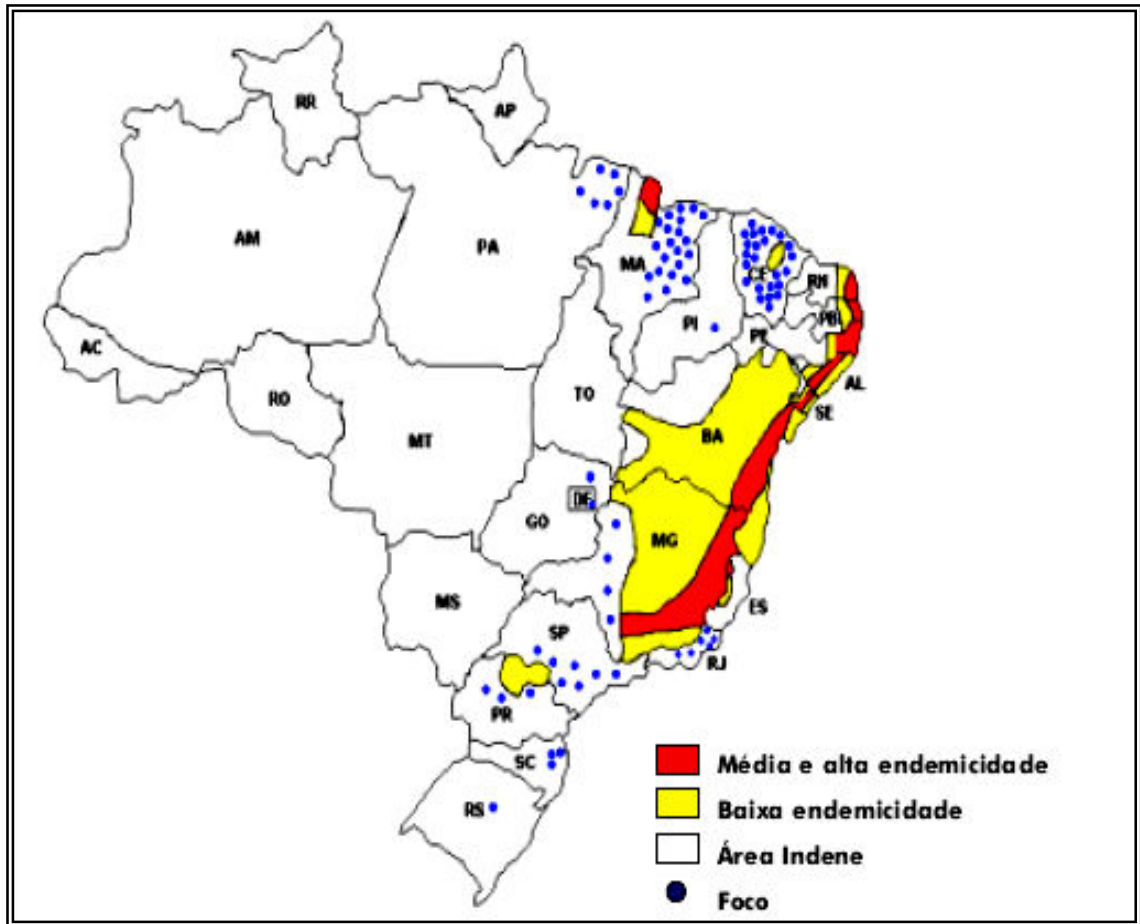 RR
AP
AM
PA
MA
CE
RN
PB
PI
PE
AC
AL
TO
RO
SE
BA
MT
DF
GO
MG
MS
ES
SP
RJ
PR
SC
RS
Média e alta endemicidade
Baixa endemicidade
Área Indene
Foco